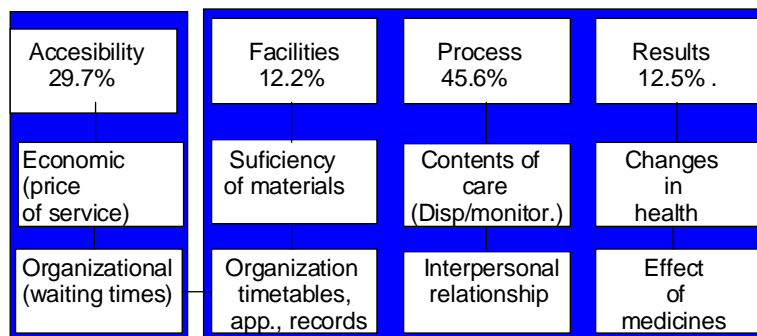 Accesibility
29.7%
Economic
(price
of service)
Organizational
(waiting times)
Facilities
12.2%
Suficiency
of materials
Organization
timetables,
app., records
Process
45.6%
Contents of
care
(Disp/monitor.)
Interpersonal
relationship
Results
12.5% .
Changes
in
health
Effect
of
medicines